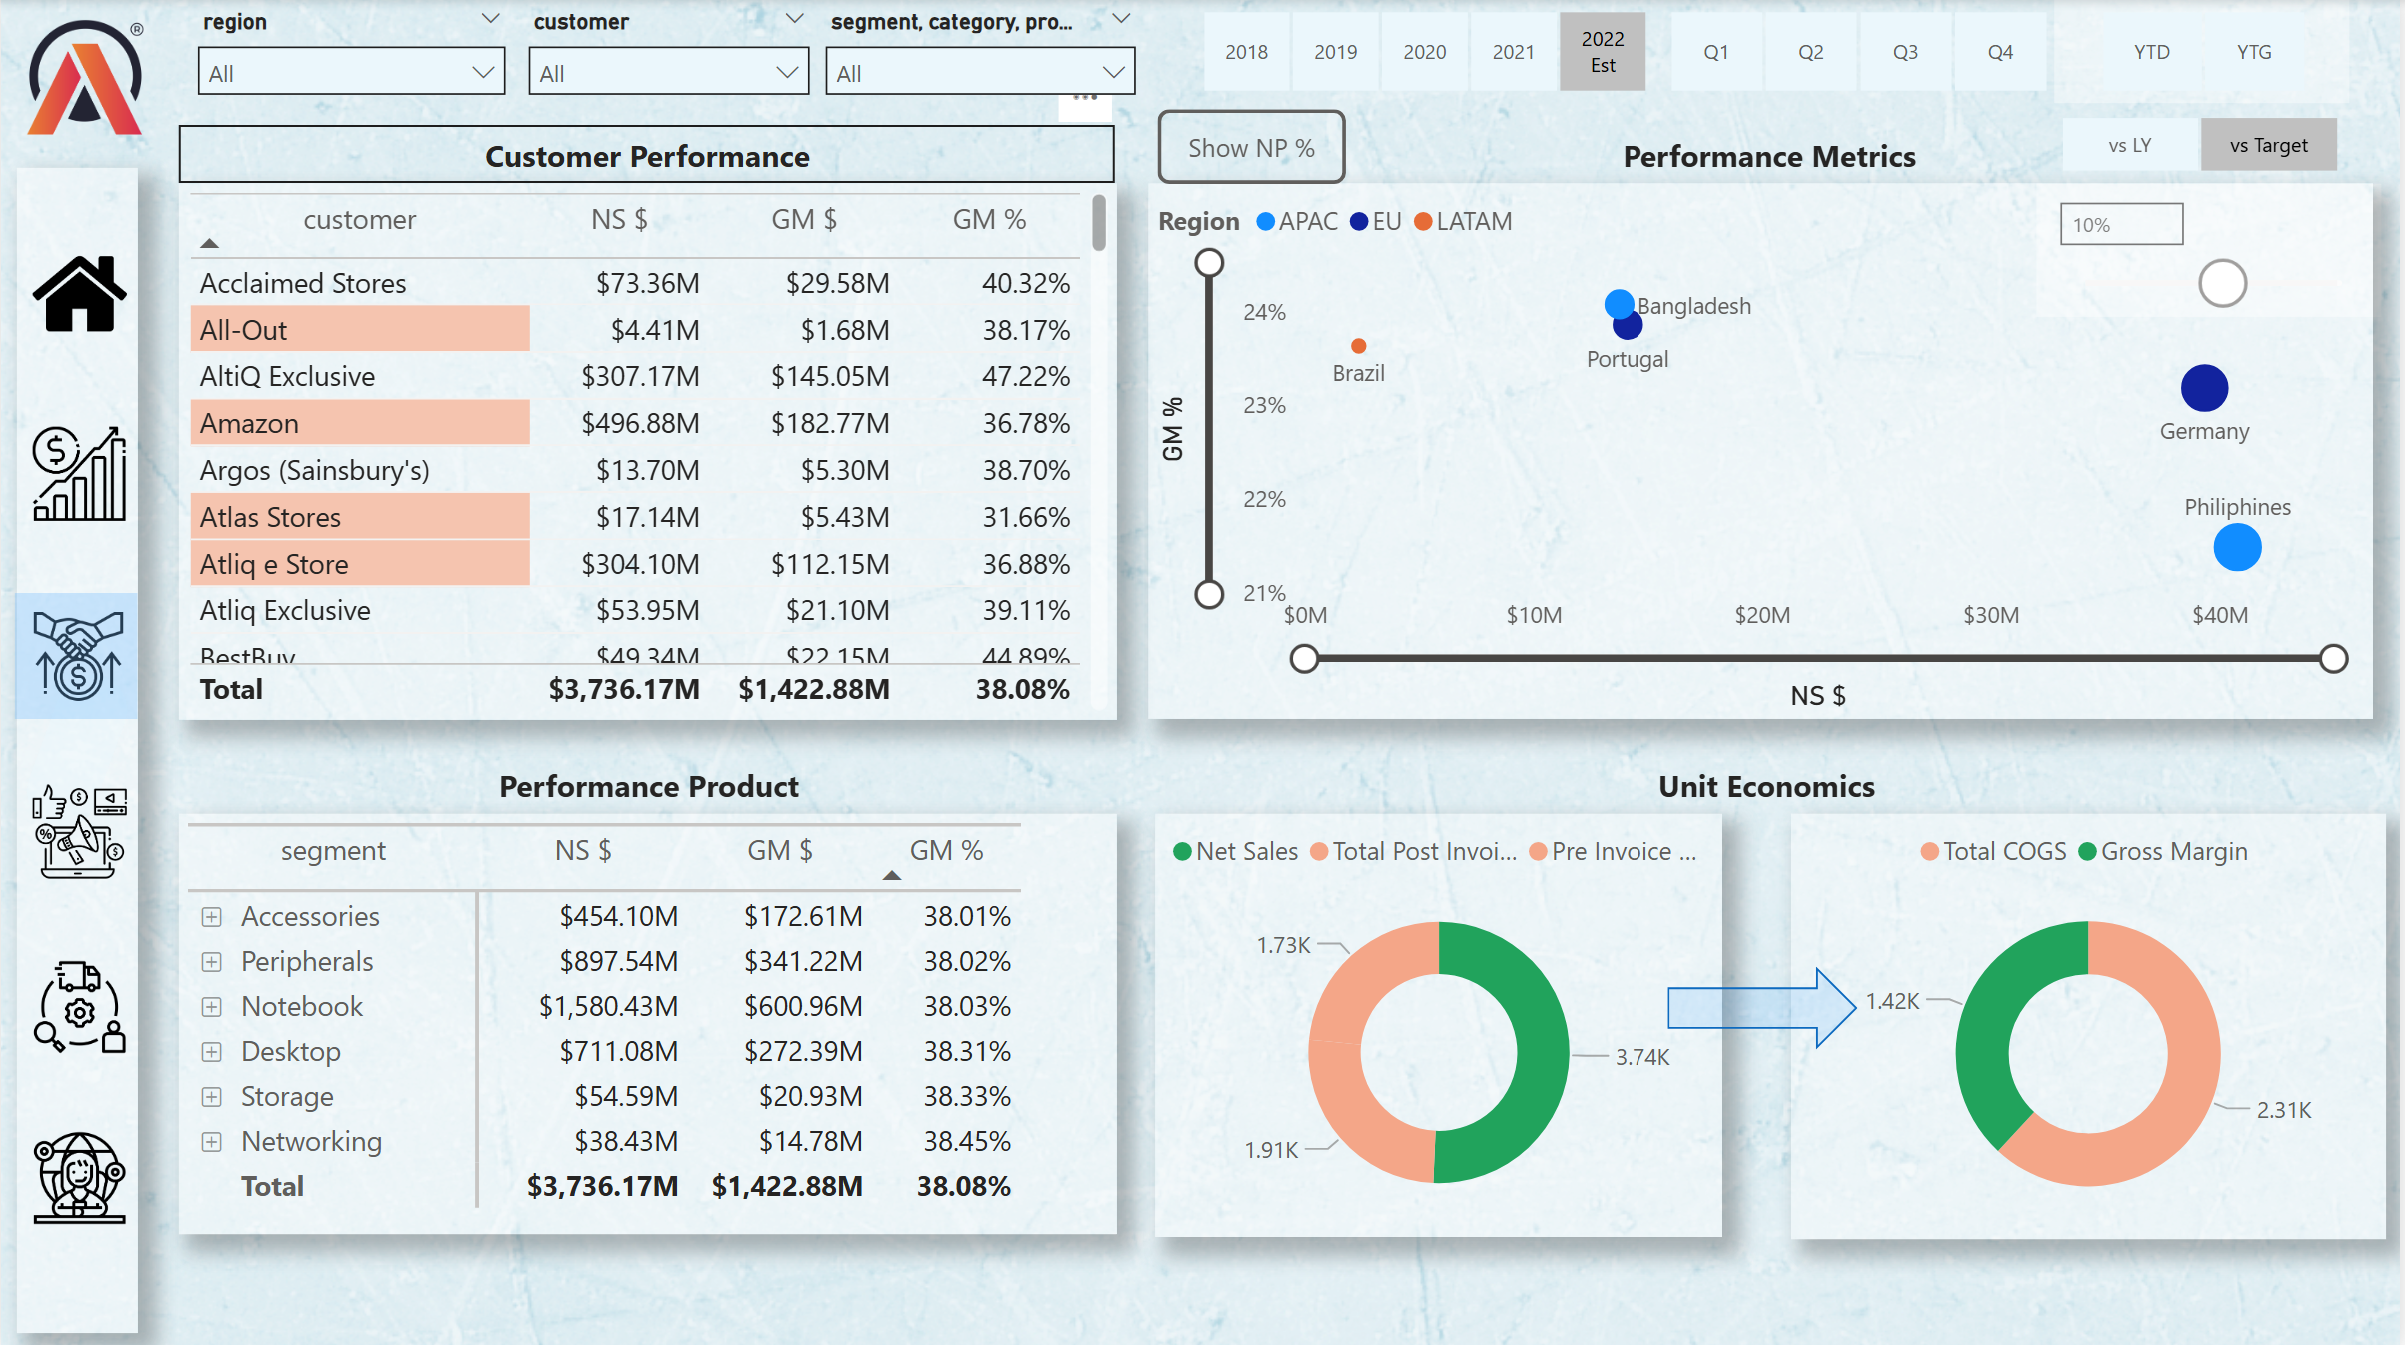 region
customer
segment, category, pro...
All
All
All
2018
2019
2020
2021
2022
Est
Q1
Q2
Q3
Q4
YTD
YTG
®
Customer Performance
customer NS $ GM $ GM %
Acclaimed Stores $73.36M $29.58M 40.32%
All-Out $4.41M $1.68M 38.17%
AltiQ Exclusive $307.17M $145.05M 47.22%
Amazon $496.88M $182.77M 36.78%
Argos (Sainsbury's) $13.70M $5.30M 38.70%
Atlas Stores $17.14M $5.43M 31.66%
Atliq e Store $304.10M $112.15M 36.88%
Atliq Exclusive $53.95M $21.10M 39.11%
BestBuy $49.34M $22.15M 44.89%
Total $3,736.17M $1,422.88M 38.08%
Show NP %
Performance Metrics
vs LY
vs Target
Region APAC EU LATAM
10%
GM %
24%
23%
22%
21%
Bangladesh
Portugal
Brazil
Germany
Philiphines
$0M $10M $20M $30M $40M
NS $
Performance Product
segment NS $ GM $ GM %
Accessories $454.10M $172.61M 38.01%
Peripherals $897.54M $341.22M 38.02%
Notebook $1,580.43M $600.96M 38.03%
Desktop $711.08M $272.39M 38.31%
Storage $54.59M $20.93M 38.33%
Networking $38.43M $14.78M 38.45%
Total $3,736.17M $1,422.88M 38.08%
Unit Economics
Net Sales Total Post Invoi... Pre Invoice ...
1.73K
3.74K
1.91K
Total COGS Gross Margin
1.42K
2.31K